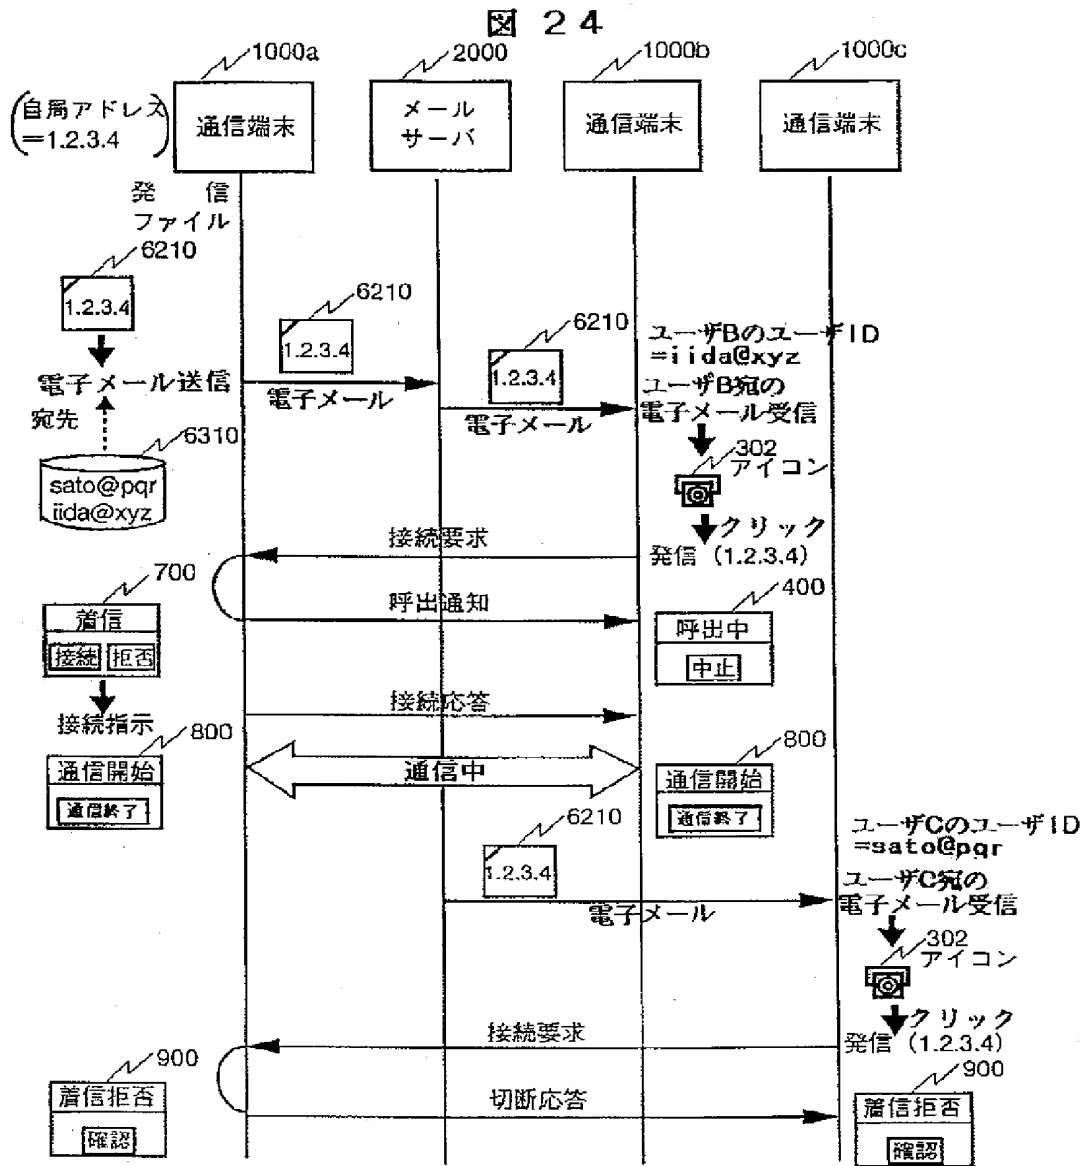 図 24
1000a
2000
1000b
1000c
(自局アドレス
=1.2.3.4)
通信端末
メール
サーバ
通信端末
通信端末
発 信
ファイル
6210
1.2.3.4
6210
1.2.3.4
6210
1.2.3.4
ユーザBのユーザID
=iida@xyz
電子メール送信
電子メール
電子メール
ユーザB宛の
電子メール受信
宛先
6310
sato@pqr
iida@xyz
302
アイコン
クリック
接続要求
発信 (1.2.3.4)
700
着信
接続 拒否
呼出通知
400
呼出中
中止
接続指示
接続応答
800
通信開始
通信終了
通信中
800
通信開始
通信終了
6210
1.2.3.4
ユーザCのユーザID
=sato@pqr
ユーザC宛の
電子メール受信
電子メール
302
アイコン
クリック
接続要求
発信 (1.2.3.4)
900
着信拒否
確認
切断応答
900
着信拒否
確認